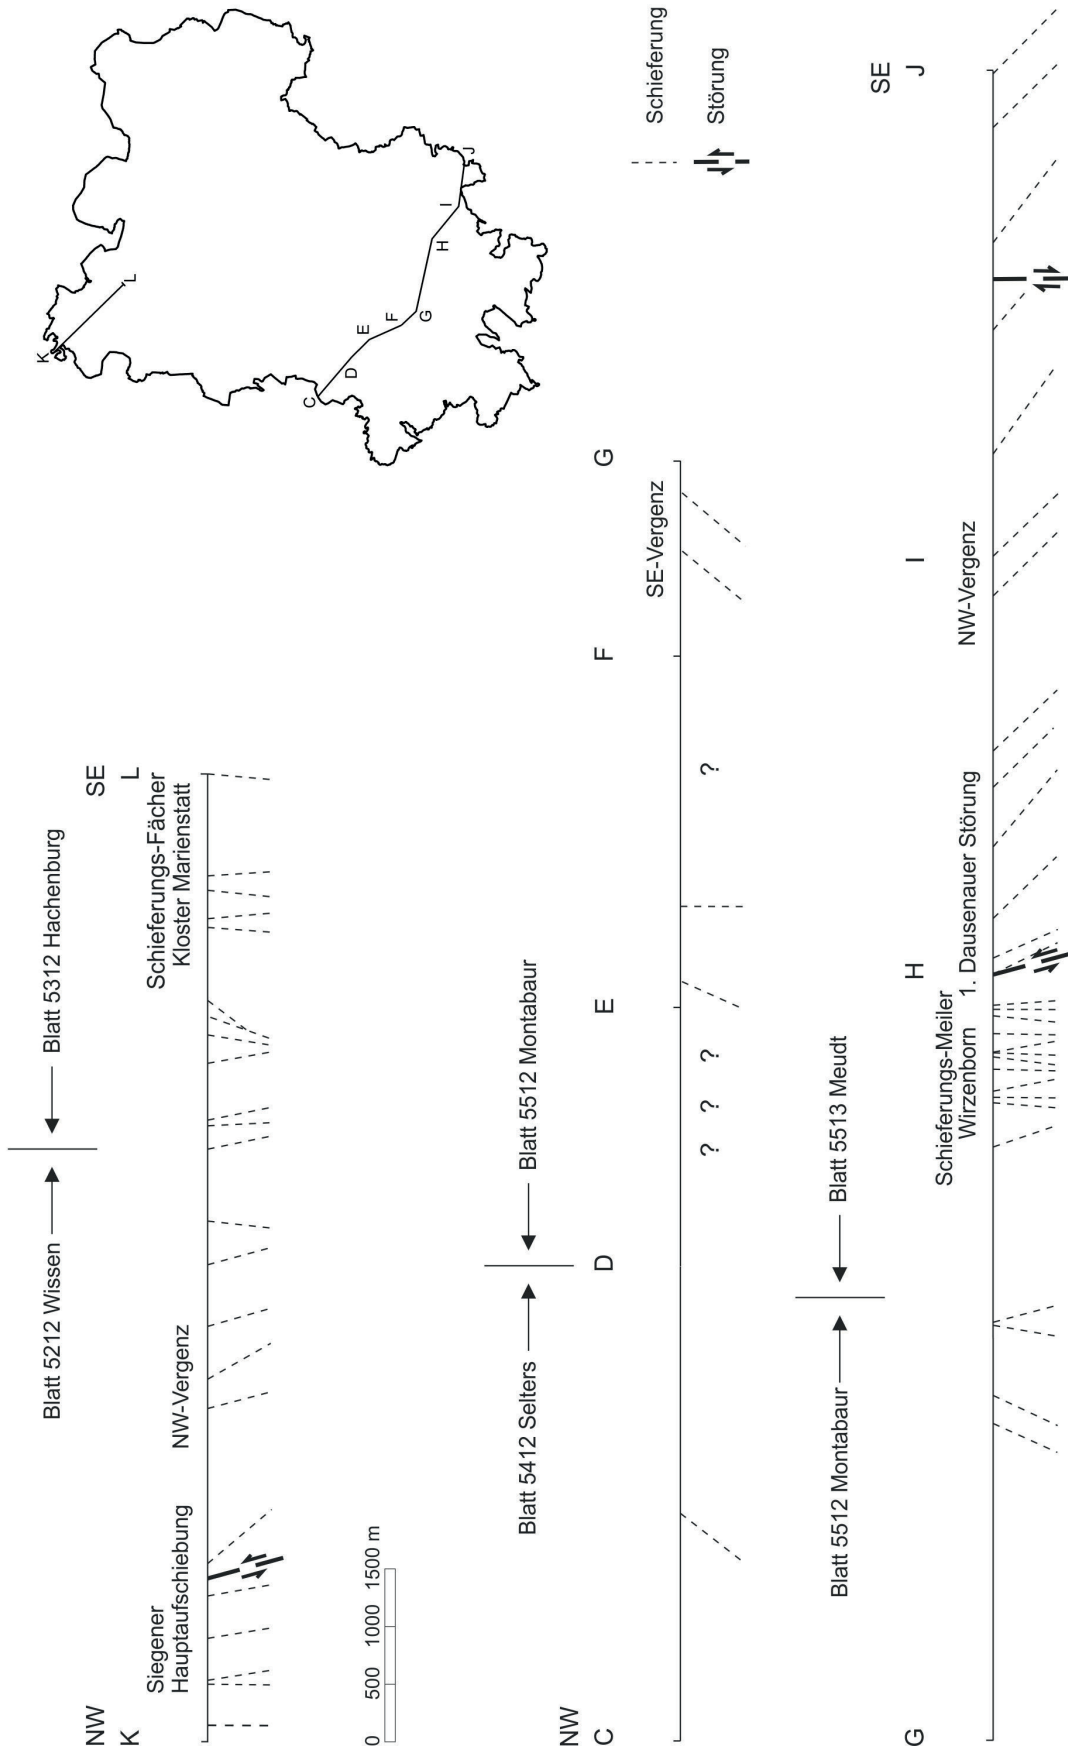 Blatt 5212 Wissen
Blatt 5312 Hachenburg
NW
SE
K
L
Siegener
Hauptaufschiebung
NW-Vergenz
Schieferungs-Fächer
Kloster Marienstatt
0
500
1000
1500 m
Blatt 5412 Selters
Blatt 5512 Montabaur
NW
C
D
E
F
G
SE-Vergenz
?
?
?
?
Blatt 5512 Montabaur
Blatt 5513 Meudt
SE
G
H
I
J
Schieferungs-Meiler
Wirzenborn
1. Dausenauer Störung
NW-Vergenz
K
L
C
D
E
F
G
H
I
J
Schieferung
Störung